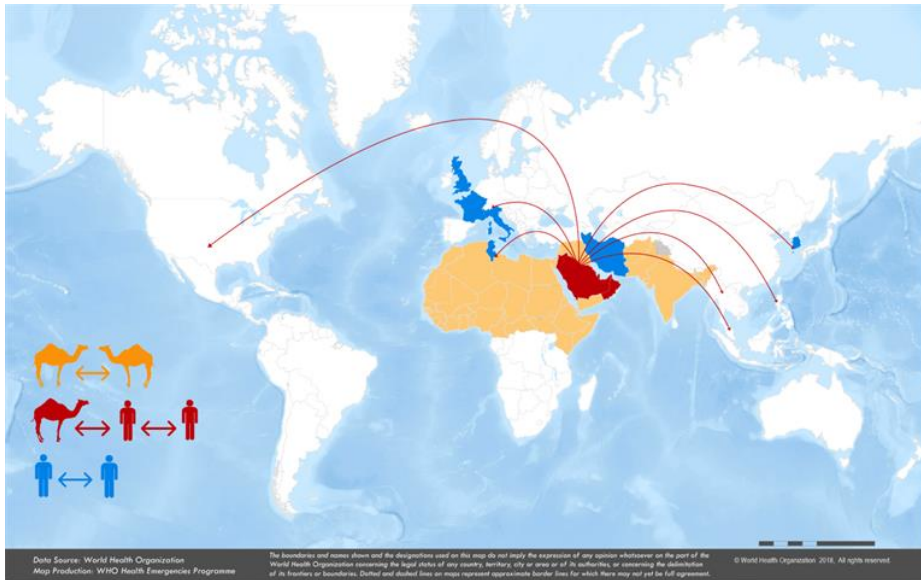 Data Source: World Health Organization
Map Production: WHO Health Emergencies Programme
The boundaries and names shown and the designations used on this map do not imply the expression of any opinion whatsoever on the part of the
World Health Organization concerning the legal status of any country, territory, city or area or of its authorities, or concerning the delimitation
of its frontiers or boundaries. Dotted and dashed lines on maps represent approximate border lines for which there may not yet be full agreement.
© World Health Organization 2018, All rights reserved.